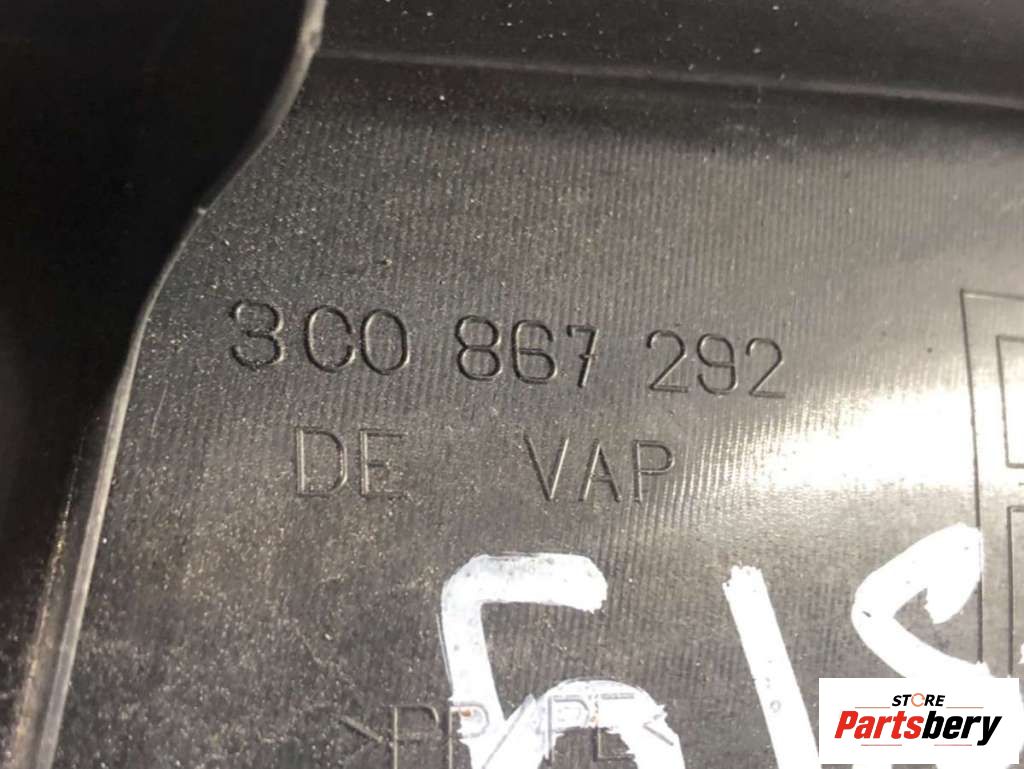 3C0 867 292
DE VAP
STORE
Partsbery